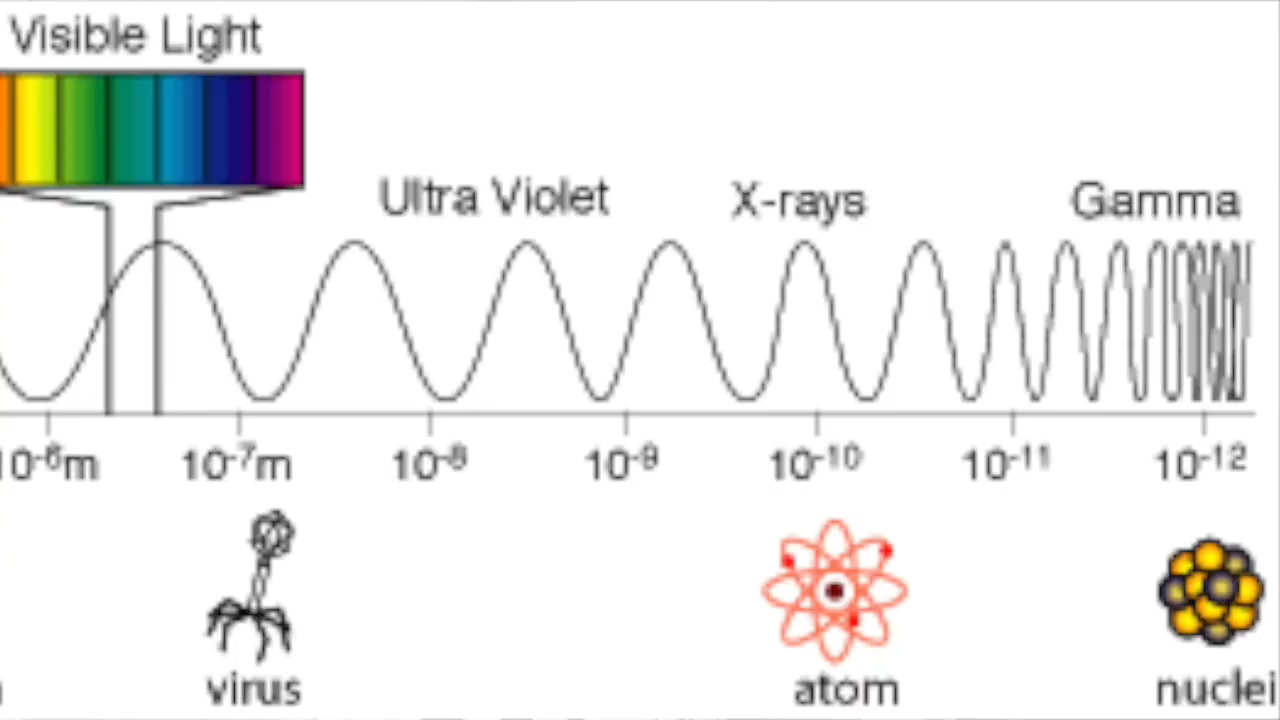 Visible Light
Ultra Violet X-rays Gamma
10-6m 10-7m 10-8 10-9 10-10 10-11 10-12
virus atom nuclei